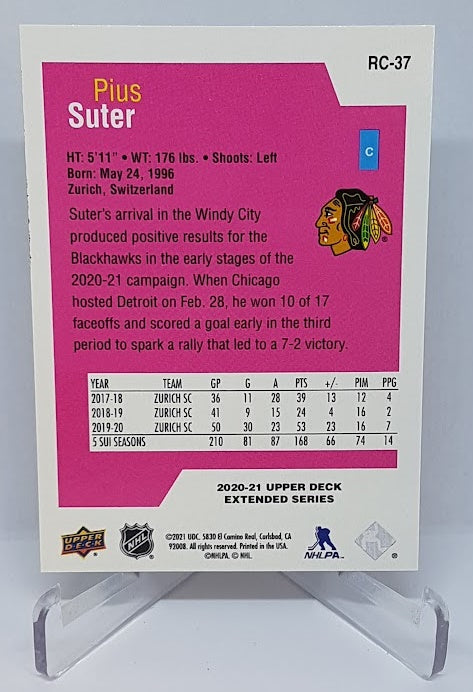 RC-37
Pius
Suter
C
HT: 5'11" • WT: 176 lbs. • Shoots: Left
Born: May 24, 1996
Zurich, Switzerland
Suter's arrival in the Windy City
produced positive results for the
Blackhawks in the early stages of the
2020-21 campaign. When Chicago
hosted Detroit on Feb. 28, he won 10 of 17
faceoffs and scored a goal early in the third
period to spark a rally that led to a 7-2 victory.
YEAR TEAM GP G A PTS +/- PIM PPG
2017-18 ZURICH SC 36 11 28 39 13 12 4
2018-19 ZURICH SC 41 9 15 24 4 16 2
2019-20 ZURICH SC 50 30 23 53 23 16 7
5 SUI SEASONS 210 81 87 168 66 74 14
2020-21 UPPER DECK
EXTENDED SERIES
UPPER
DECK
NHL
©2021 UDC, 5830 El Camino Real, Carlsbad, CA
92008. All rights reserved. Printed in the USA.
©NHLPA. © NHL.
NHLPA